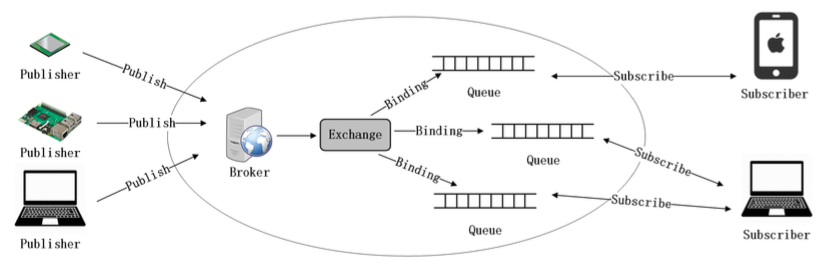 Publisher
Publish
Publisher
Publish
Publisher
Publish
Broker
Exchange
Binding
Queue
Binding
Queue
Binding
Queue
Subscribe
Subscriber
Subscribe
Subscribe
Subscriber